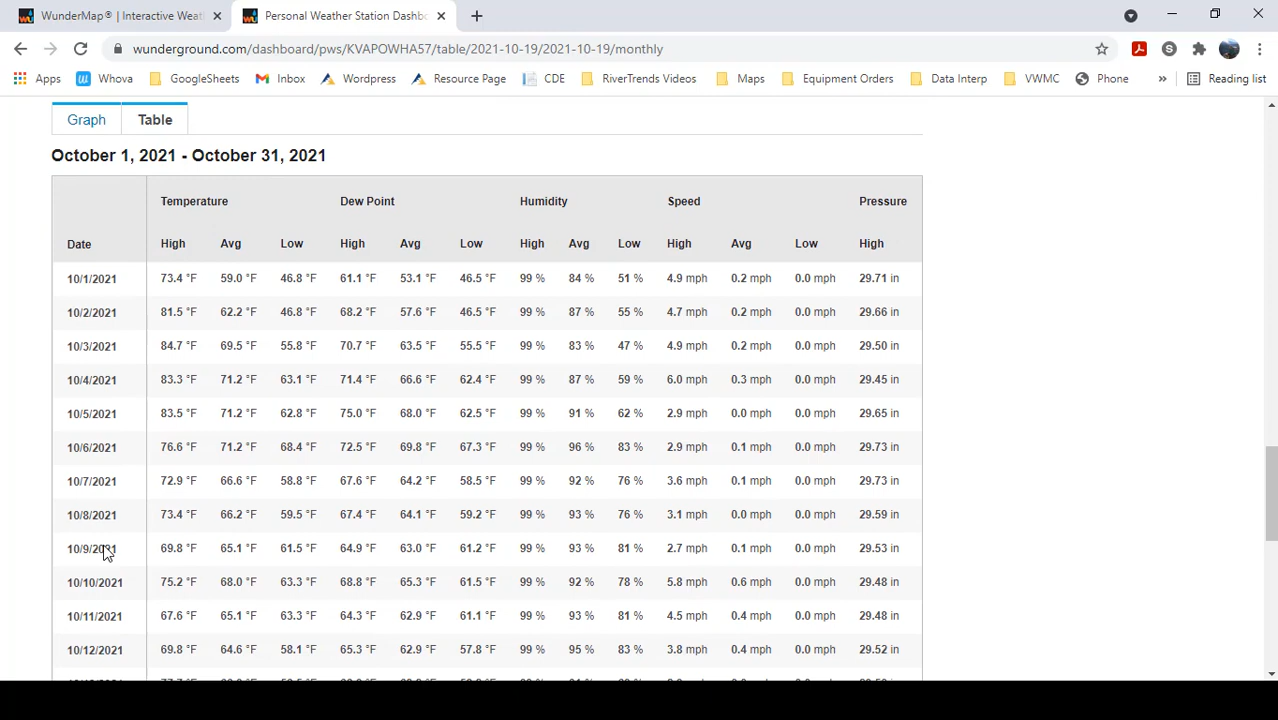 WunderMap® | Interactive Weath
Personal Weather Station Dashbo
wunderground.com/dashboard/pws/KVAPOWHA57/table/2021-10-19/2021-10-19/monthly
Apps Whova GoogleSheets Inbox Wordpress Resource Page CDE RiverTrends Videos Maps Equipment Orders Data Interp VWMC Phone » Reading list
Graph Table
October 1, 2021 - October 31, 2021
Temperature Dew Point Humidity Speed Pressure
Date High Avg Low High Avg Low High Avg Low High Avg Low High
10/1/2021 73.4 °F 59.0 °F 46.8 °F 61.1 °F 53.1 °F 46.5 °F 99 % 84 % 51 % 4.9 mph 0.2 mph 0.0 mph 29.71 in
10/2/2021 81.5 °F 62.2 °F 46.8 °F 68.2 °F 57.6 °F 46.5 °F 99 % 87 % 55 % 4.7 mph 0.2 mph 0.0 mph 29.66 in
10/3/2021 84.7 °F 69.5 °F 55.8 °F 70.7 °F 63.5 °F 55.5 °F 99 % 83 % 47 % 4.9 mph 0.2 mph 0.0 mph 29.50 in
10/4/2021 83.3 °F 71.2 °F 63.1 °F 71.4 °F 66.6 °F 62.4 °F 99 % 87 % 59 % 6.0 mph 0.3 mph 0.0 mph 29.45 in
10/5/2021 83.5 °F 71.2 °F 62.8 °F 75.0 °F 68.0 °F 62.5 °F 99 % 91 % 62 % 2.9 mph 0.0 mph 0.0 mph 29.65 in
10/6/2021 76.6 °F 71.2 °F 68.4 °F 72.5 °F 69.8 °F 67.3 °F 99 % 96 % 83 % 2.9 mph 0.1 mph 0.0 mph 29.73 in
10/7/2021 72.9 °F 66.6 °F 58.8 °F 67.6 °F 64.2 °F 58.5 °F 99 % 92 % 76 % 3.6 mph 0.1 mph 0.0 mph 29.73 in
10/8/2021 73.4 °F 66.2 °F 59.5 °F 67.4 °F 64.1 °F 59.2 °F 99 % 93 % 76 % 3.1 mph 0.0 mph 0.0 mph 29.59 in
10/9/2021 69.8 °F 65.1 °F 61.5 °F 64.9 °F 63.0 °F 61.2 °F 99 % 93 % 81 % 2.7 mph 0.1 mph 0.0 mph 29.53 in
10/10/2021 75.2 °F 68.0 °F 63.3 °F 68.8 °F 65.3 °F 61.5 °F 99 % 92 % 78 % 5.8 mph 0.6 mph 0.0 mph 29.48 in
10/11/2021 67.6 °F 65.1 °F 63.3 °F 64.3 °F 62.9 °F 61.1 °F 99 % 93 % 81 % 4.5 mph 0.4 mph 0.0 mph 29.48 in
10/12/2021 69.8 °F 64.6 °F 58.1 °F 65.3 °F 62.9 °F 57.8 °F 99 % 95 % 83 % 3.8 mph 0.4 mph 0.0 mph 29.52 in